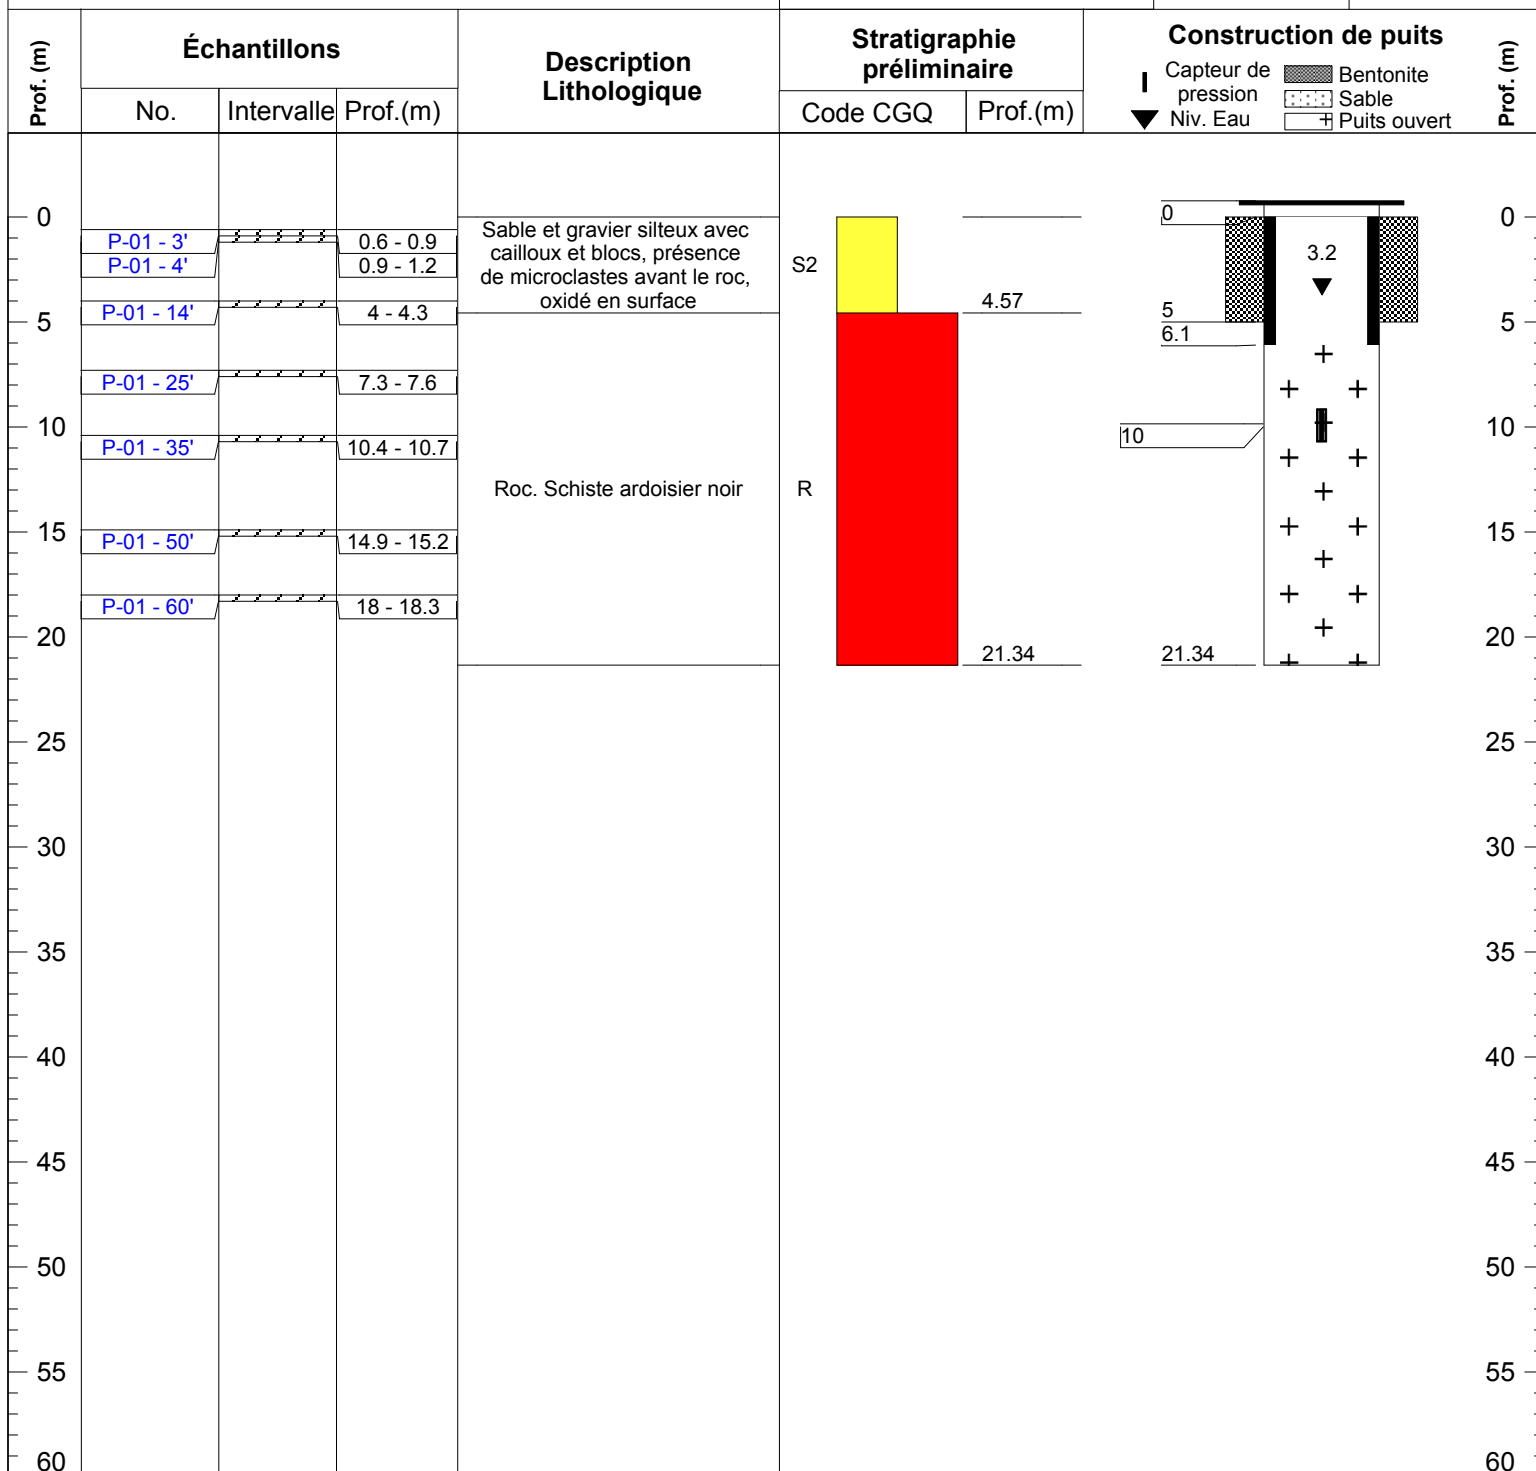 Prof. (m)
Échantillons
No.
Intervalle
Prof.(m)
Description
Lithologique
Stratigraphie
préliminaire
Code CGQ
Prof.(m)
Construction de puits
Capteur de
pression
Niv. Eau
Bentonite
Sable
Puits ouvert
Prof. (m)
0
5
10
15
20
25
30
35
40
45
50
55
60
P-01 - 3'
0.6 - 0.9
P-01 - 4'
0.9 - 1.2
P-01 - 14'
4 - 4.3
P-01 - 25'
7.3 - 7.6
P-01 - 35'
10.4 - 10.7
P-01 - 50'
14.9 - 15.2
P-01 - 60'
18 - 18.3
Sable et gravier silteux avec
cailloux et blocs, présence
de microclastes avant le roc,
oxidé en surface
Roc. Schiste ardoisier noir
S2
4.57
R
21.34
0
3.2
5
6.1
10
21.34
0
5
10
15
20
25
30
35
40
45
50
55
60